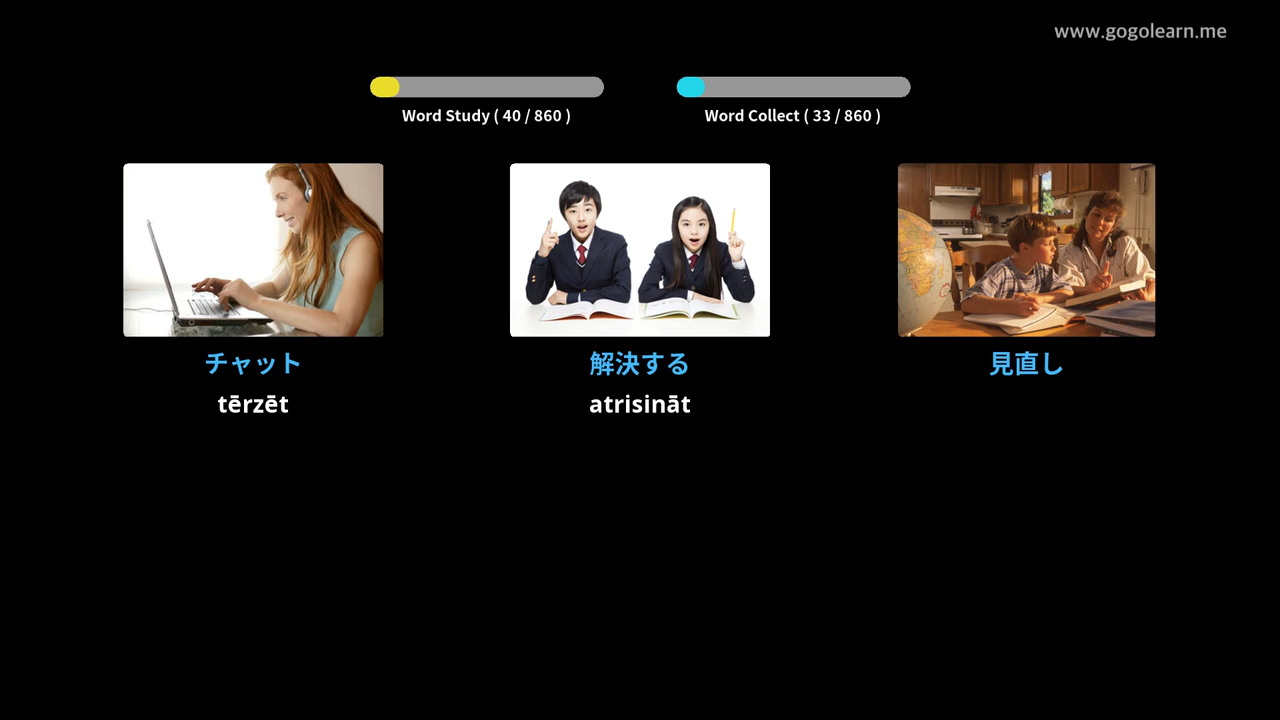 www.gogolearn.me
Word Study ( 40 / 860 )
Word Collect ( 33 / 860 )
チャット
解決する
見直し
tērzēt
atrisināt